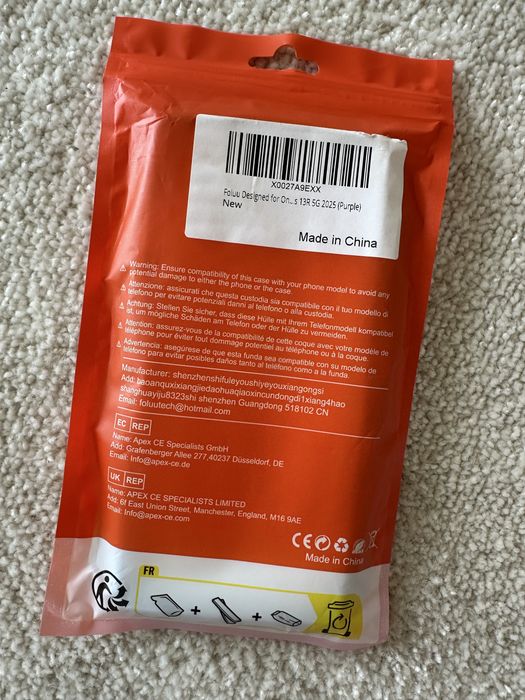 X0027A9EXX
Foluu Designed for On... s 13R 5G 2025 (Purple)
New
Made in China
Warning: Ensure compatibility of this case with your phone model to avoid any
potential damage to either the phone or the case.
Attenzione: assicurati che questa custodia sia compatibile con il tuo modello di
telefono per evitare potenziali danni al telefono o alla custodia.
Achtung: Stellen Sie sicher, dass diese Hülle mit Ihrem Telefonmodell kompatibel
ist, um mögliche Schäden am Telefon oder der Hülle zu vermeiden.
Attention: assurez-vous de la compatibilité de cette coque avec votre modèle de
téléphone pour éviter tout dommage potentiel au téléphone ou à la coque.
Advertencia: asegúrese de que esta funda sea compatible con su modelo de
teléfono para evitar posibles daños tanto al teléfono como a la funda.
Manufacturer: shenzhenshifuleyoushiyeyouxiangongsi
Add: baoanquxixiangjiedaohuaqiaoxincundongdi1xiang4hao
shanghuayiju8323shi shenzhen Guangdong 518102 CN
Email: foluutech@hotmail.com
EC REP
Name: Apex CE Specialists GmbH
Add: Grafenberger Allee 277,40237 Düsseldorf, DE
Email: Info@apex-ce.de
UK REP
Name: APEX CE SPECIALISTS LIMITED
Add: 6f East Union Street, Manchester, England, M16 9AE
Email: Info@apex-ce.com
CE
Made in China
FR
+ +